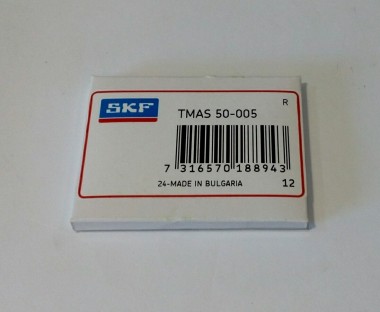 R
SKF
TMAS 50-005
7 316570 188943
24-MADE IN BULGARIA
12